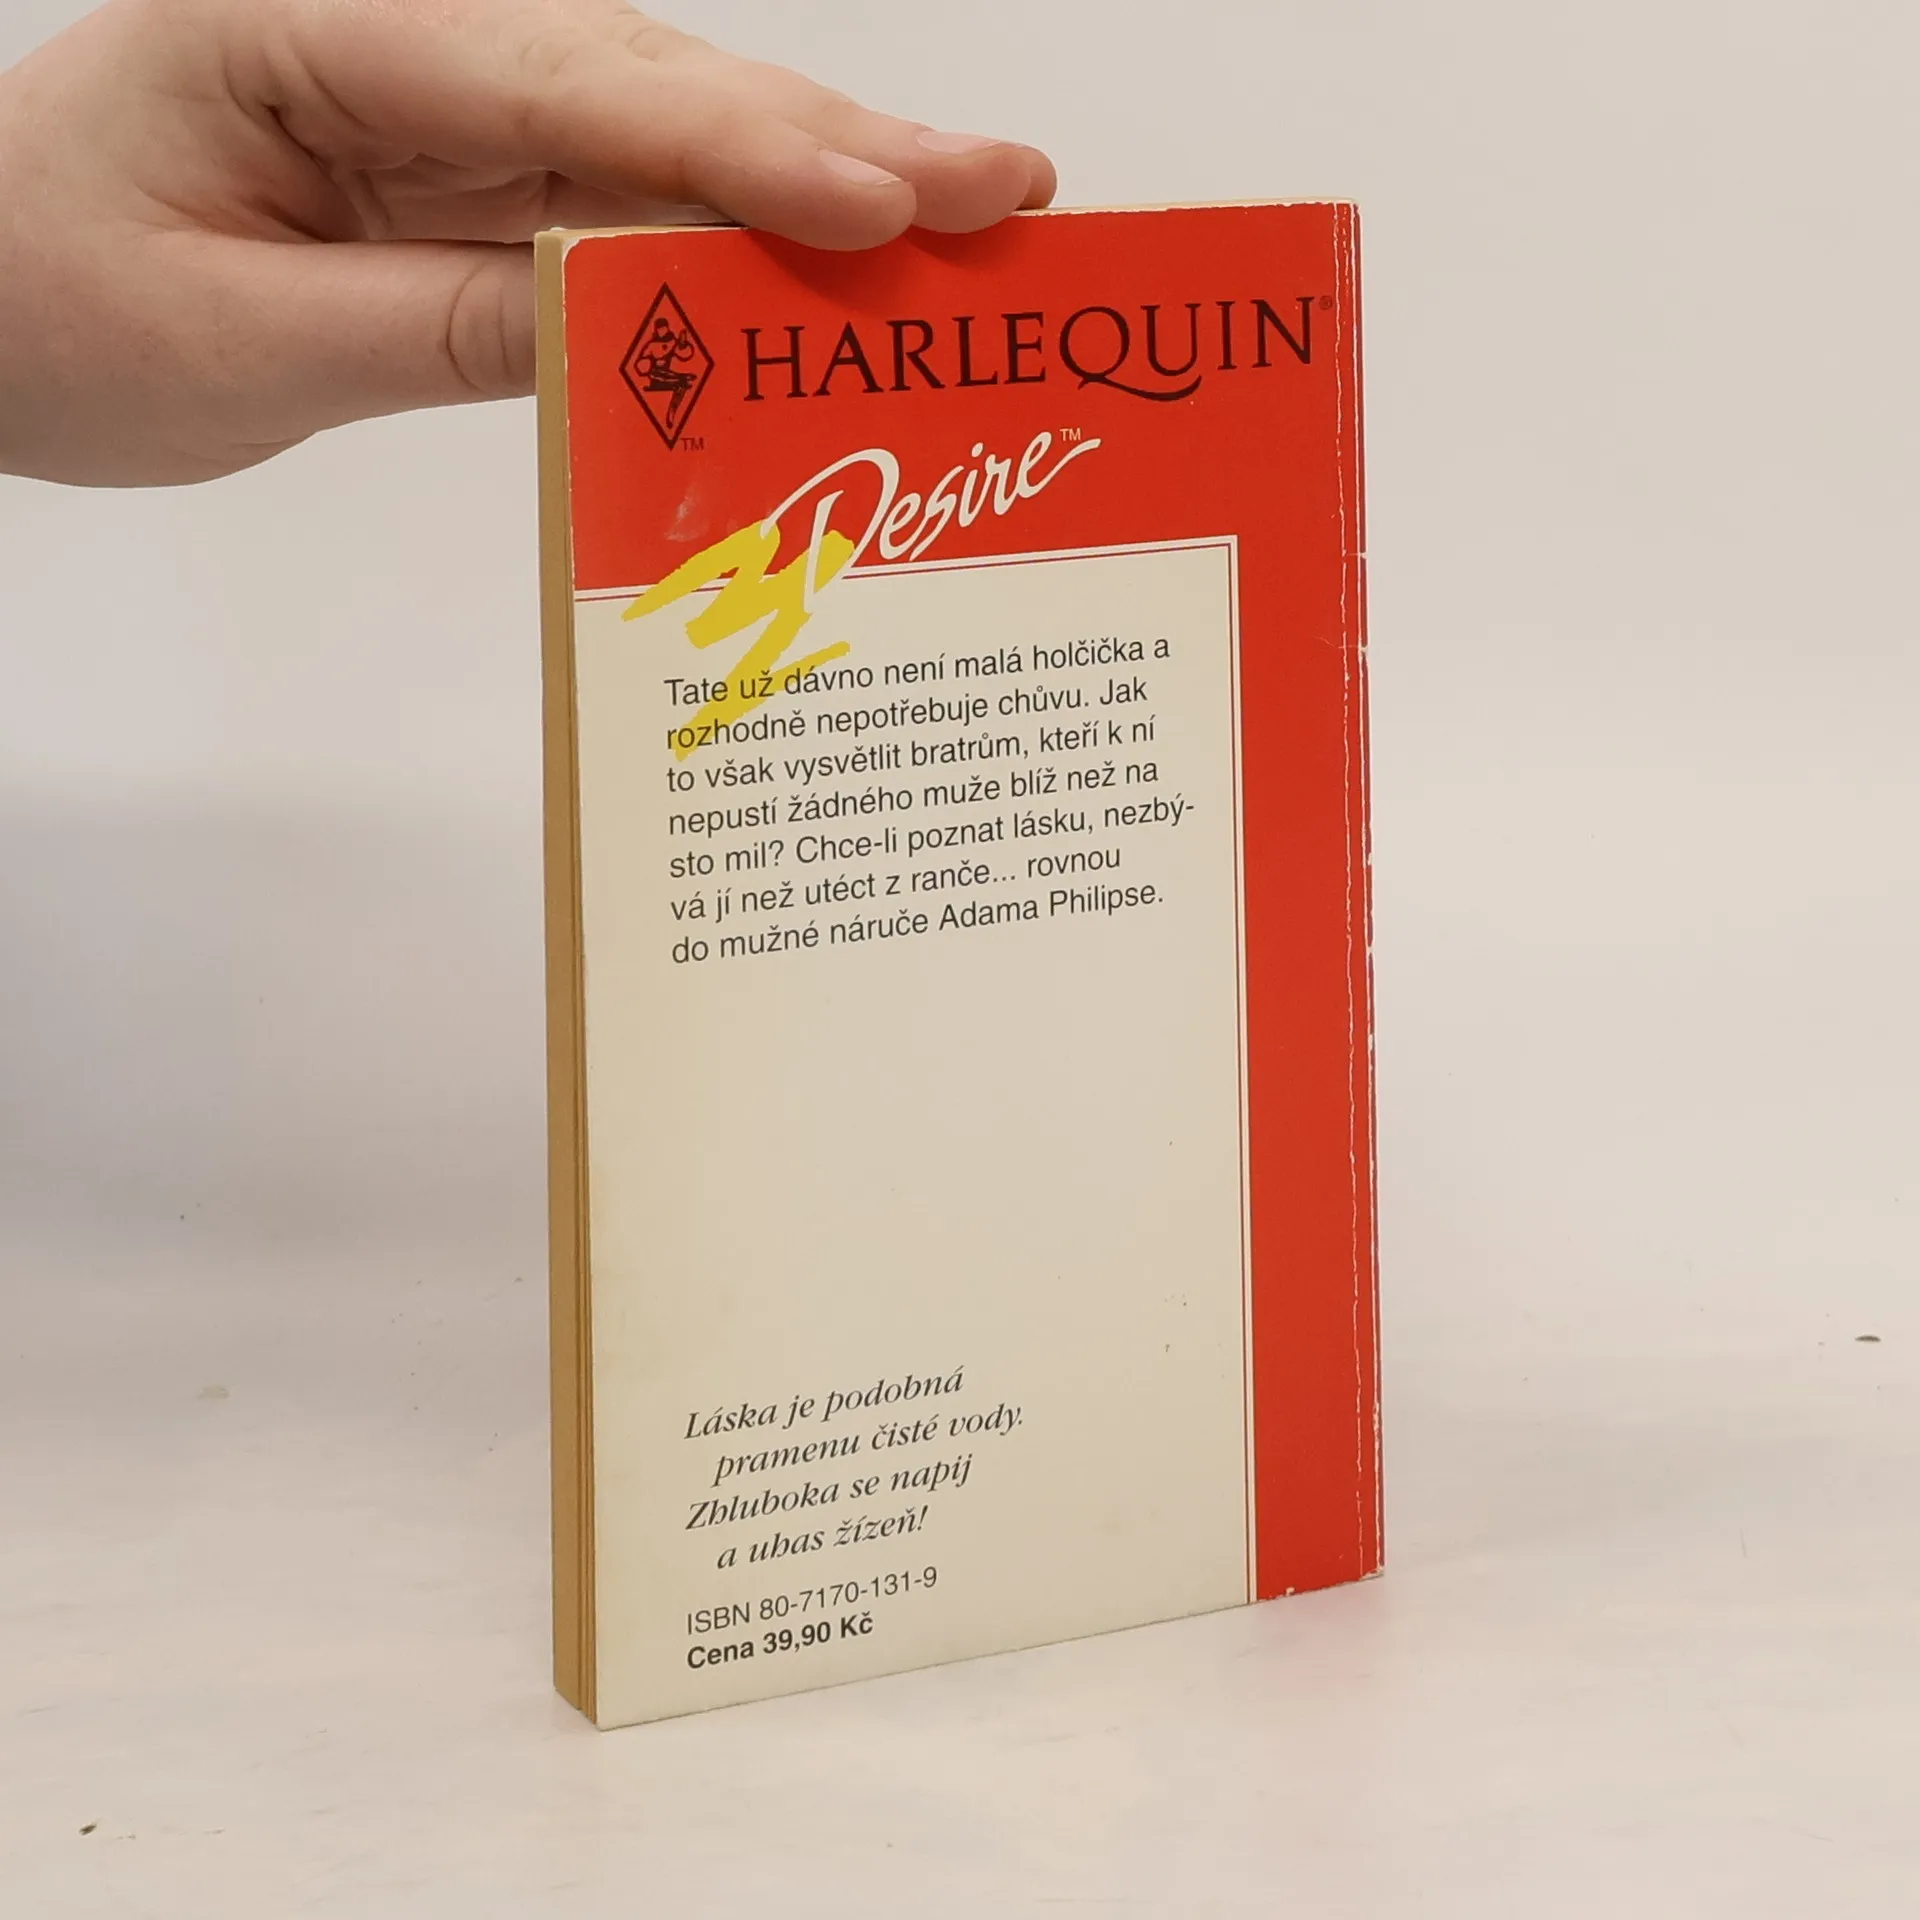 HARLEQUIN®
TM
Desire™
Tate už dávno není malá holčička a
rozhodně nepotřebuje chůvu. Jak
to však vysvětlit bratrům, kteří k ní
nepustí žádného muže blíž než na
sto mil? Chce-li poznat lásku, nezbý-
vá jí než utéct z ranče... rovnou
do mužné náruče Adama Philipse.
Láska je podobná
pramenu čisté vody.
Zhluboka se napij
a uhas žízeň!
ISBN 80-7170-131-9
Cena 39,90 Kč